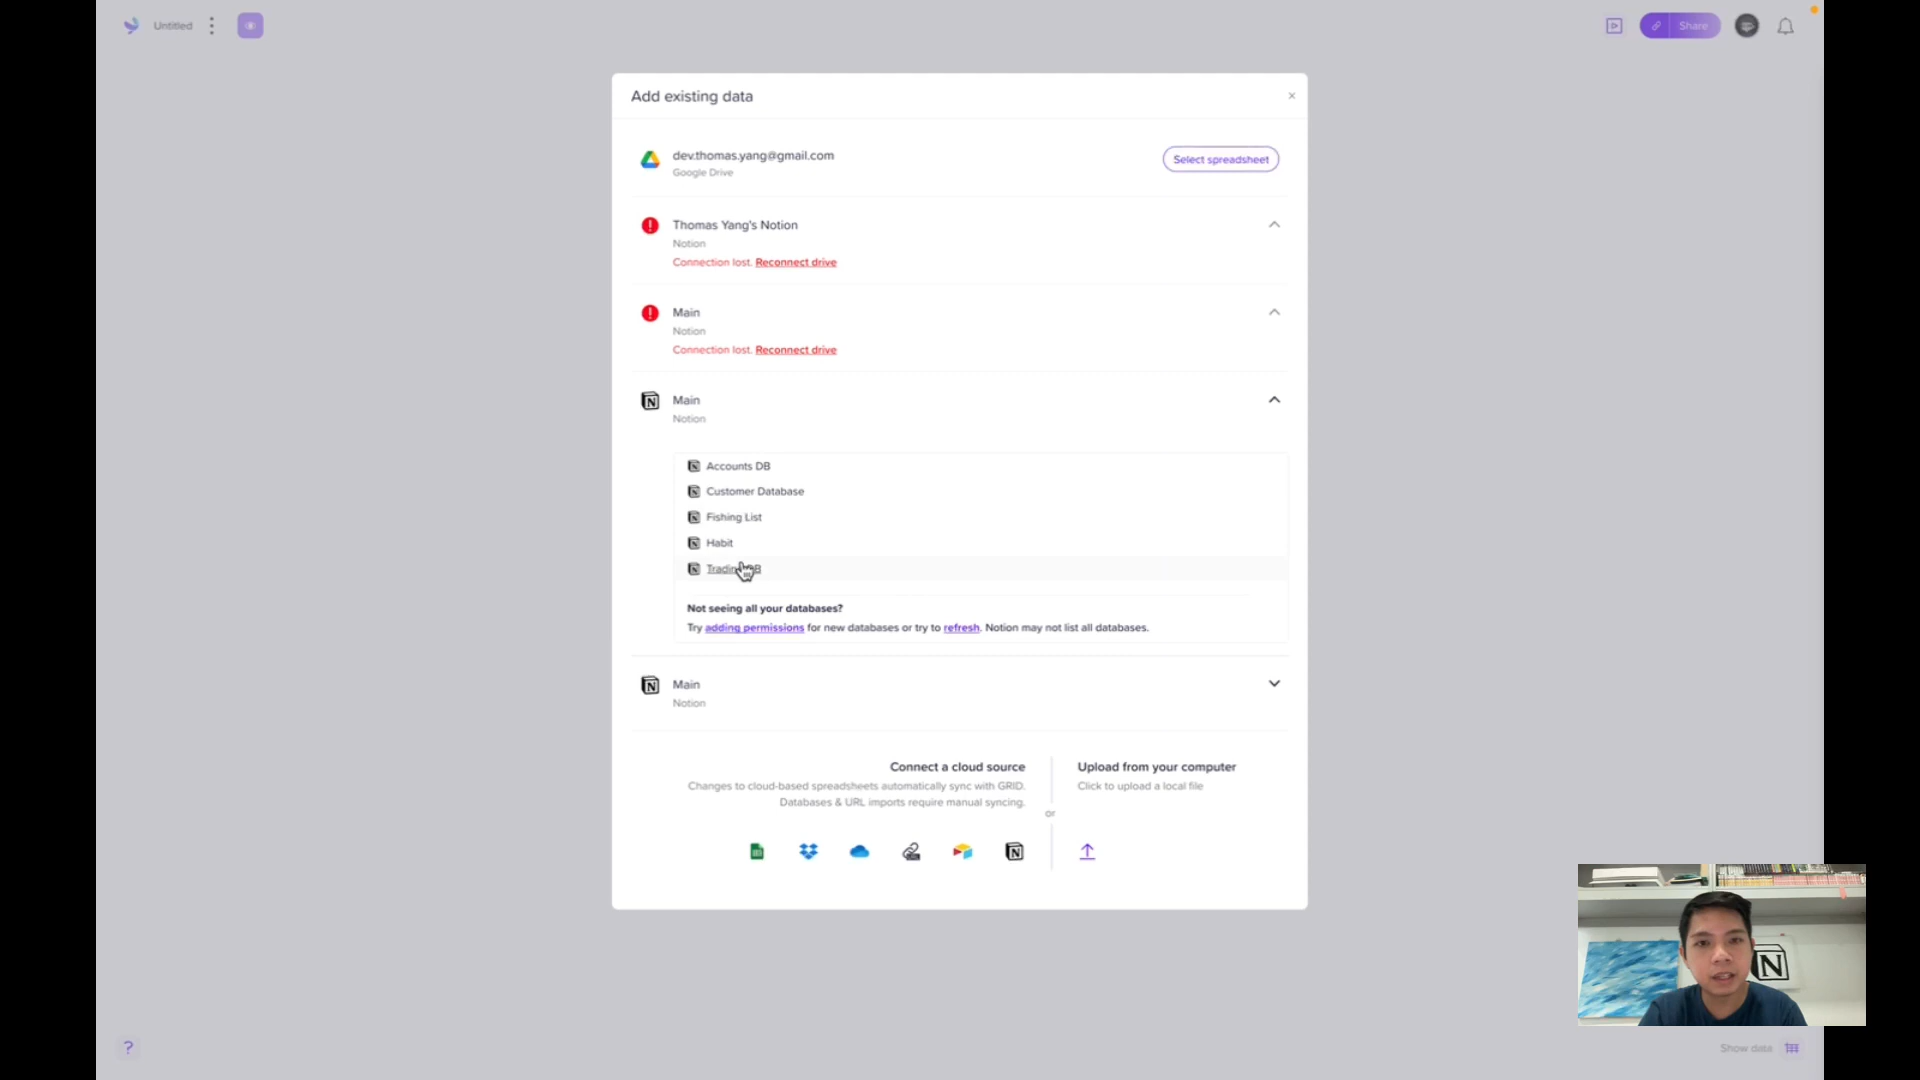 Untitled
Share
Add existing data
dev.thomas.yang@gmail.com
Google Drive
Select spreadsheet
Thomas Yang's Notion
Notion
Connection lost. Reconnect drive
Main
Notion
Connection lost. Reconnect drive
Main
Notion
Accounts DB
Customer Database
Fishing List
Habit
Not seeing all your databases?
Try adding permissions for new databases or try to refresh. Notion may not list all databases.
Main
Notion
Connect a cloud source
Changes to cloud-based spreadsheets automatically sync with GRID.
Databases & URL imports require manual syncing.
or
Upload from your computer
Click to upload a local file
N
?
Show data